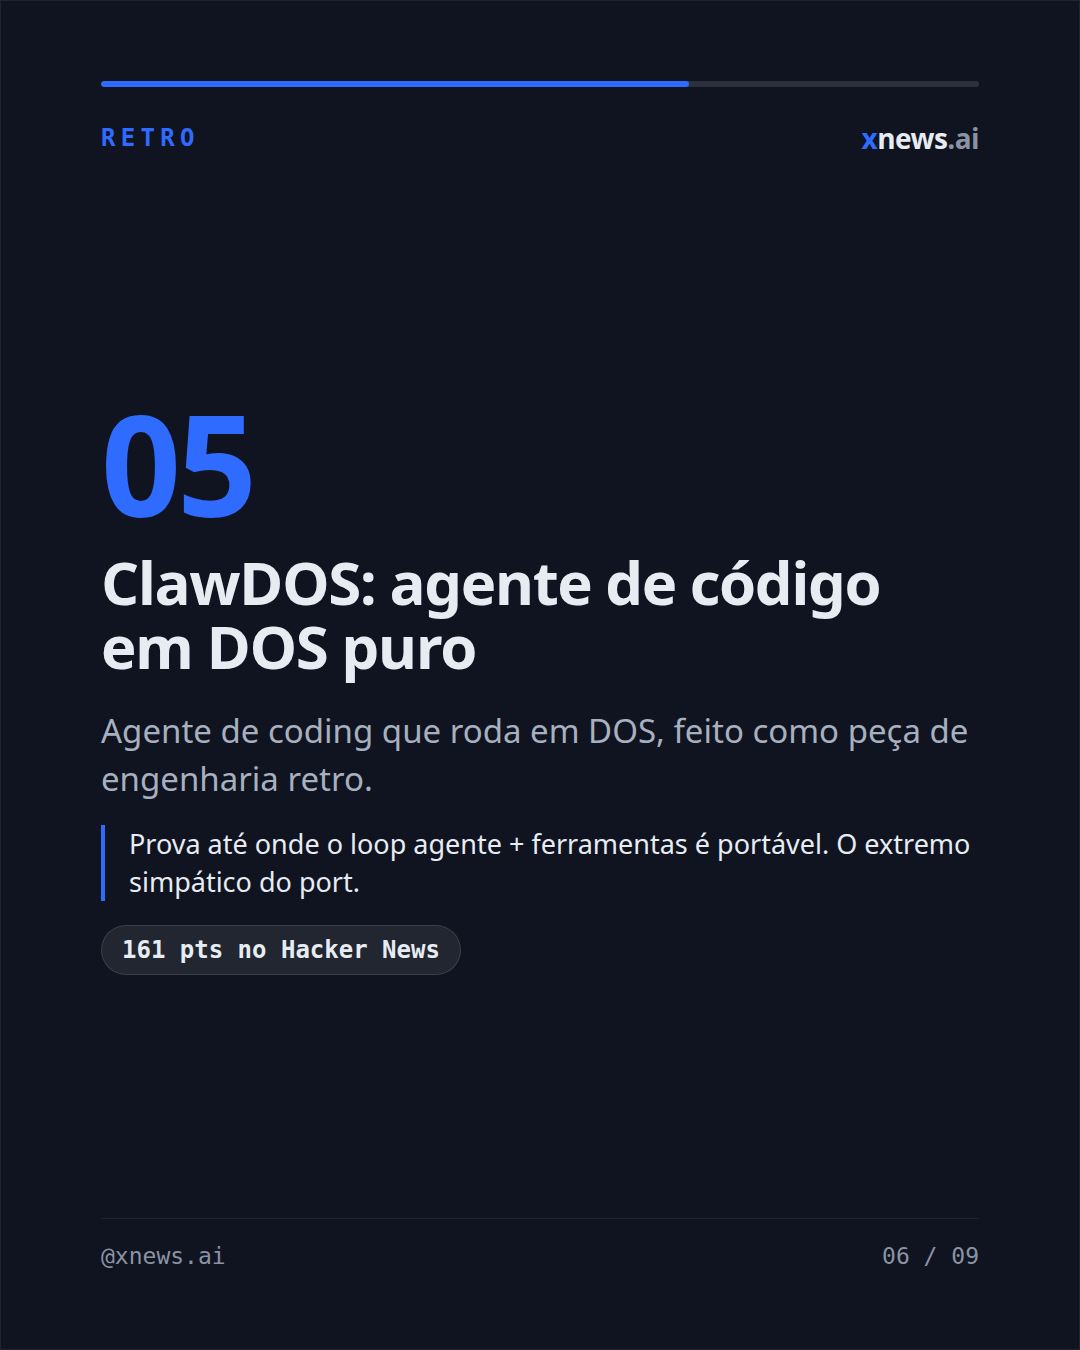 RETRO
xnews.ai
05
ClawDOS: agente de código
em DOS puro
Agente de coding que roda em DOS, feito como peça de
engenharia retro.
Prova até onde o loop agente + ferramentas é portável. O extremo
simpático do port.
161 pts no Hacker News
@xnews.ai
06 / 09